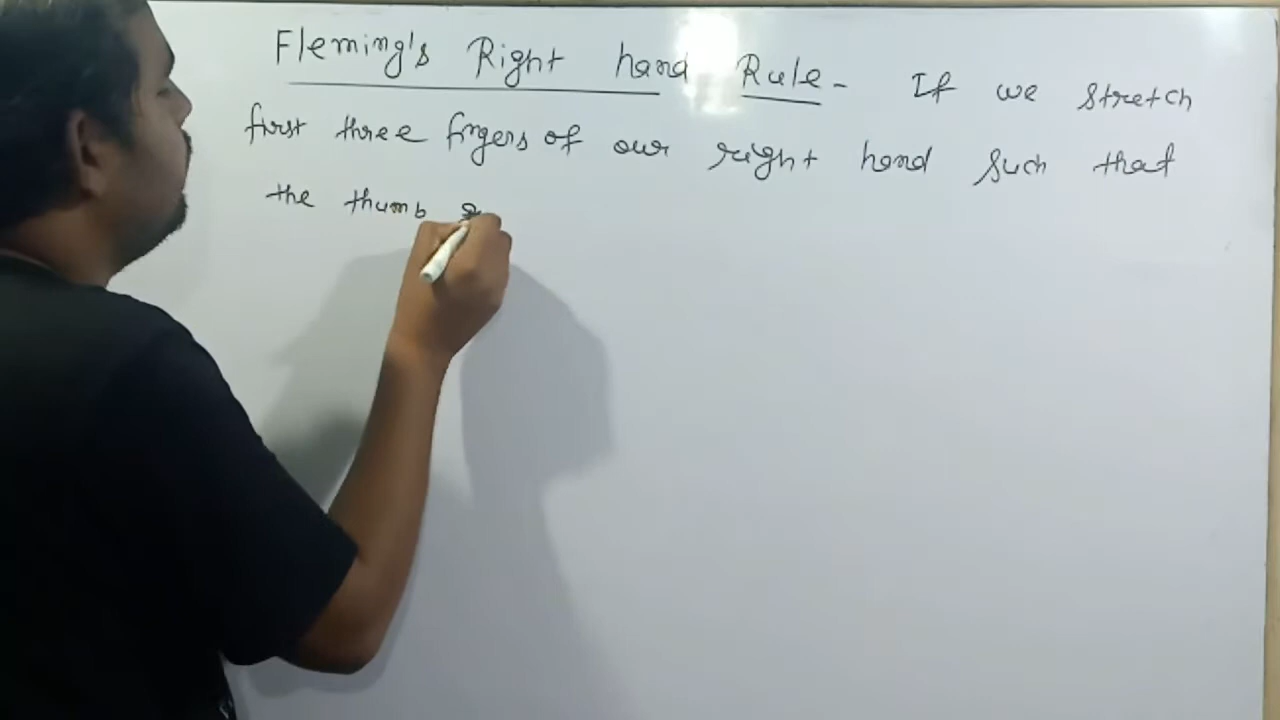 Fleming's Right hand Rule - If we stretch
first three fingers of our right hand such that
the thumb